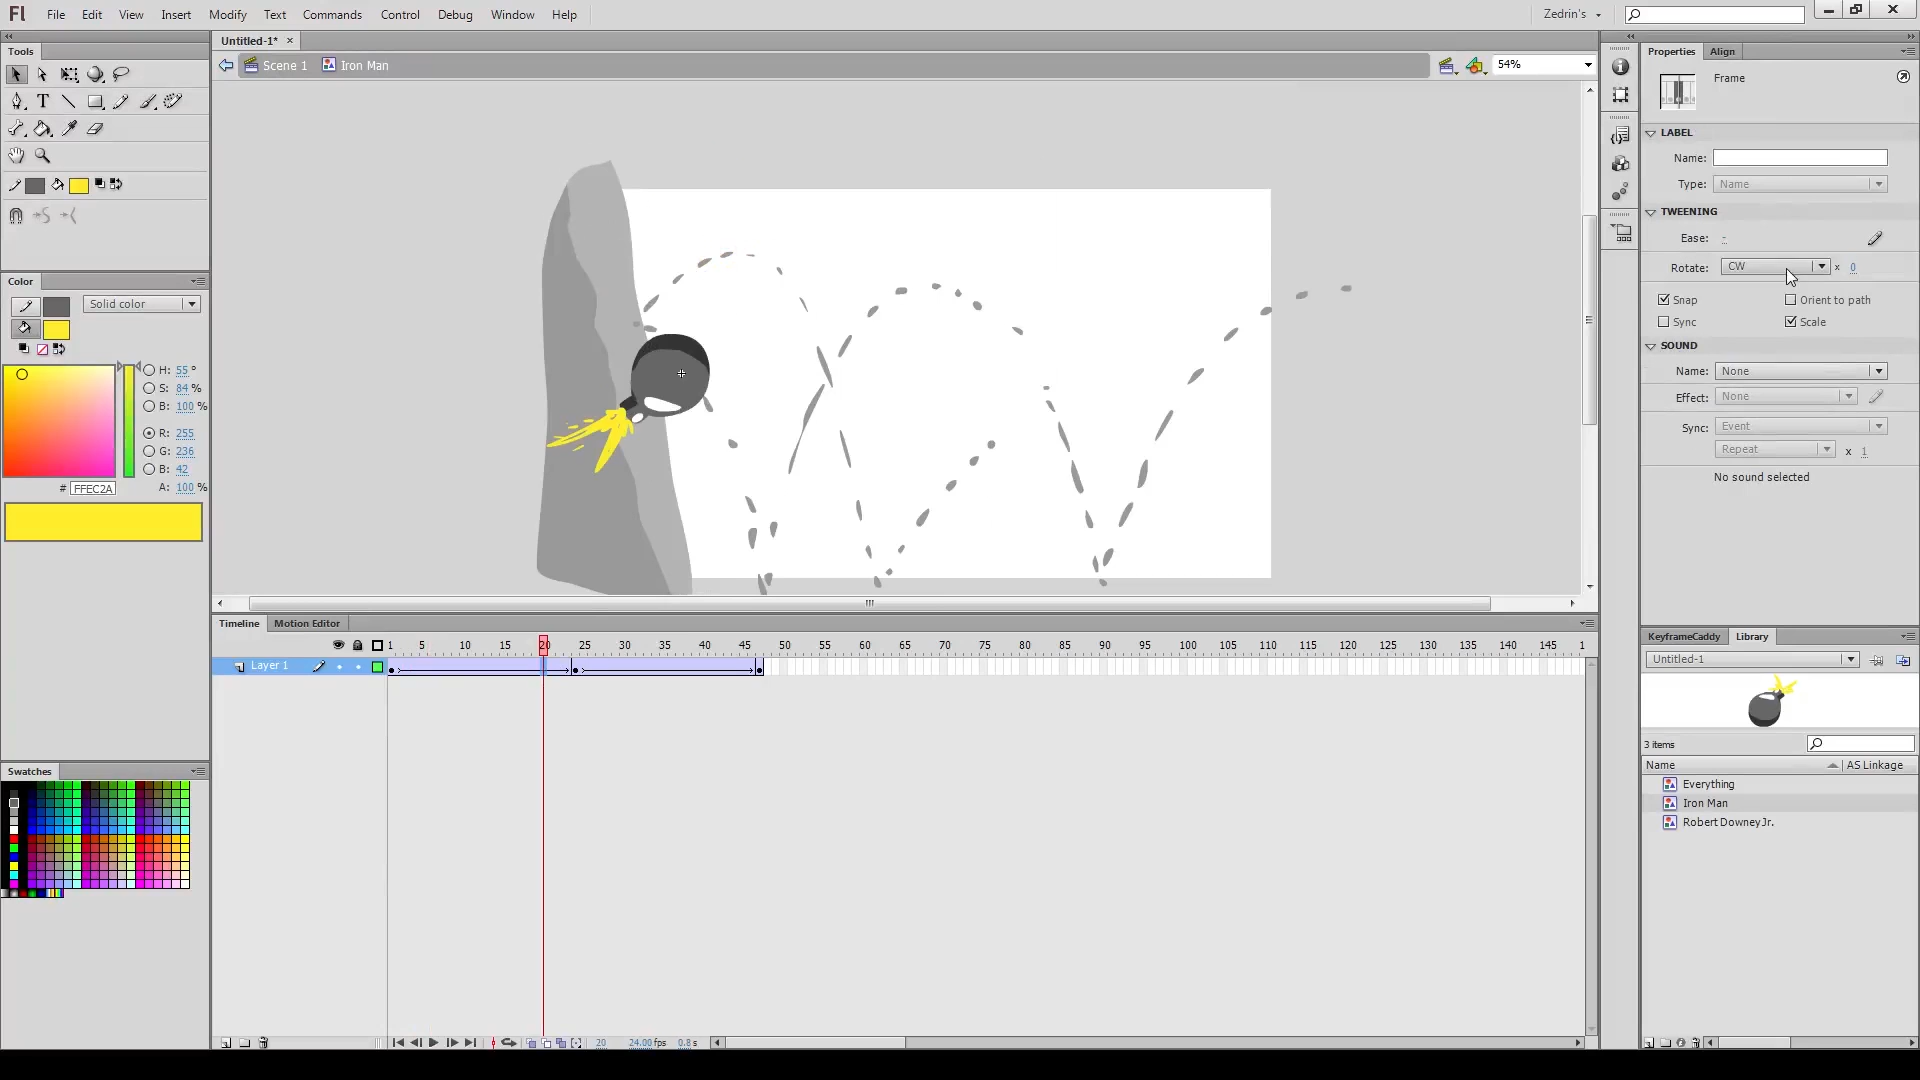 Fl File Edit View Insert Modify Text Commands Control Debug Window Help Zedrin's
Untitled-1* ×
Tools
Scene 1 Iron Man 54%
Properties Align
Frame
LABEL
Name:
Type: Name
TWEENING
Ease: -
Rotate: CW x 0
Snap Orient to path
Sync Scale
SOUND
Name: None
Effect: None
Sync: Event
Repeat x 1
No sound selected
Color
Solid color
H: 55 °
S: 84 %
B: 100 %
R: 255
G: 236
B: 42
A: 100 %
# FFEC2A
Swatches
Timeline Motion Editor
1 5 10 15 20 25 30 35 40 45 50 55 60 65 70 75 80 85 90 95 100 105 110 115 120 125 130 135 140 145 1
Layer 1
20 24.00 fps 0.8 s
KeyframeCaddy Library
Untitled-1
3 items
Name AS Linkage
Everything
Iron Man
Robert Downey Jr.